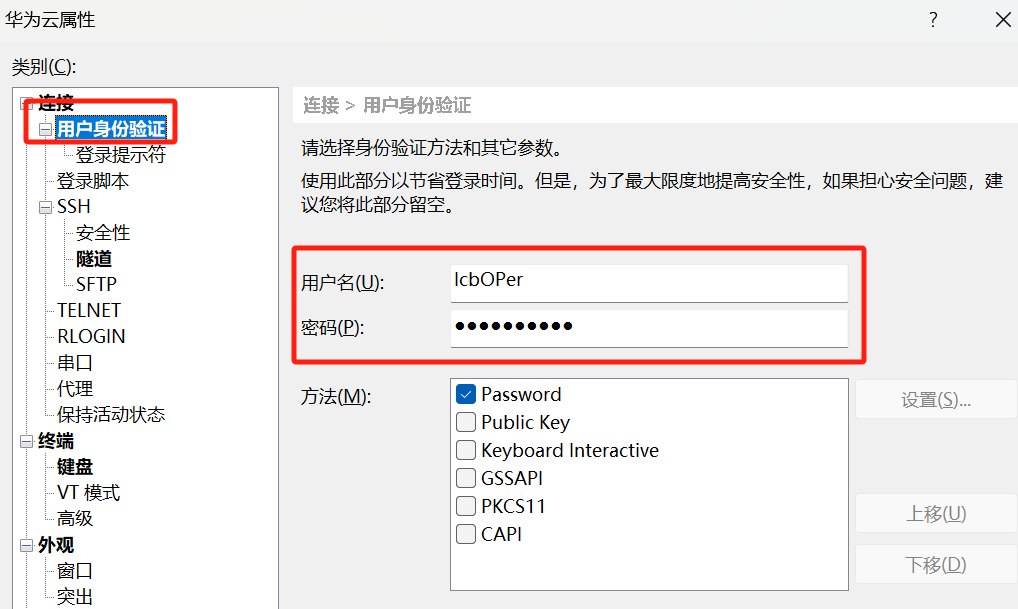 华为云属性
?
类别(C):
连接
用户身份验证
登录提示符
登录脚本
SSH
安全性
隧道
SFTP
TELNET
RLOGIN
串口
代理
保持活动状态
终端
键盘
VT 模式
高级
外观
窗口
突出
连接 > 用户身份验证
请选择身份验证方法和其它参数。
使用此部分以节省登录时间。但是，为了最大限度地提高安全性，如果担心安全问题，建
议您将此部分留空。
用户名(U):
lcbOPer
密码(P):
●●●●●●●●●●
方法(M):
Password
Public Key
Keyboard Interactive
GSSAPI
PKCS11
CAPI
设置(S)...
上移(U)
下移(D)